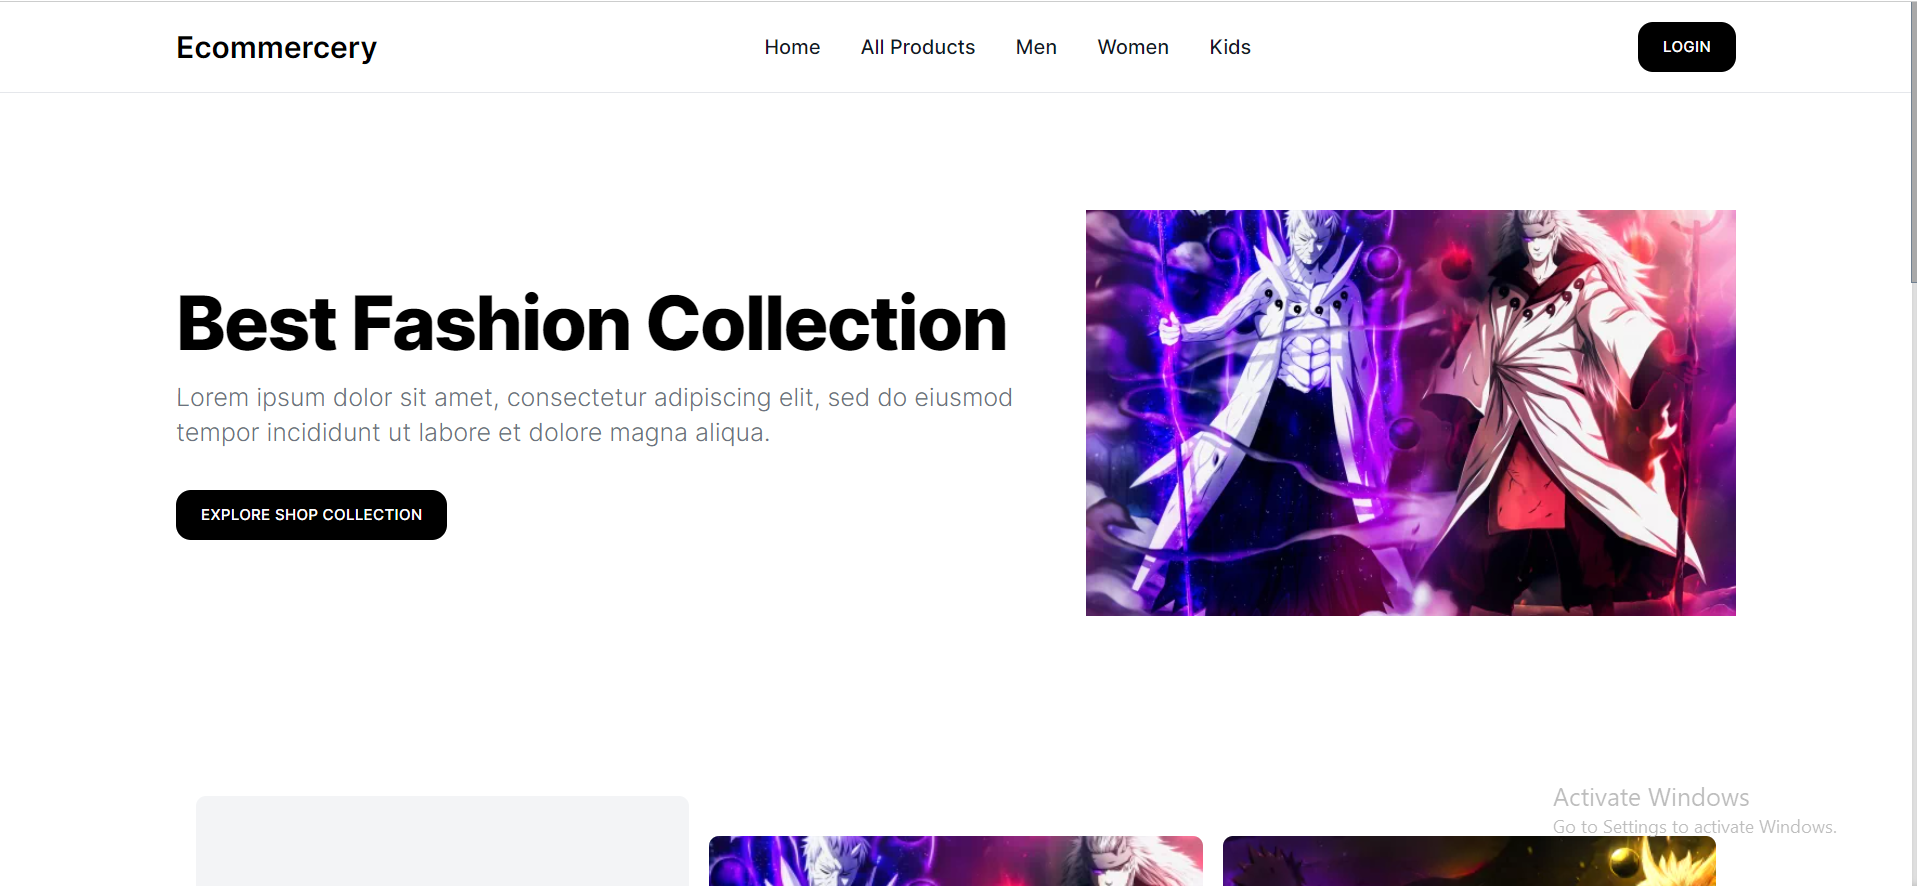 Ecommercery
Home
All Products
Men
Women
Kids
LOGIN
Best Fashion Collection
Lorem ipsum dolor sit amet, consectetur adipiscing elit, sed do eiusmod
tempor incididunt ut labore et dolore magna aliqua.
EXPLORE SHOP COLLECTION
Activate Windows
Go to Settings to activate Windows.